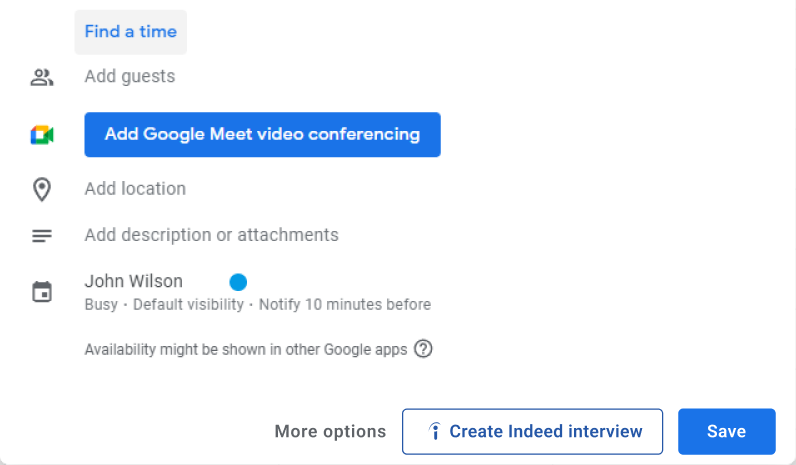 Find a time
Add guests
Add Google Meet video conferencing
Add location
Add description or attachments
John Wilson
Busy · Default visibility · Notify 10 minutes before
Availability might be shown in other Google apps ?
More options Create Indeed interview Save